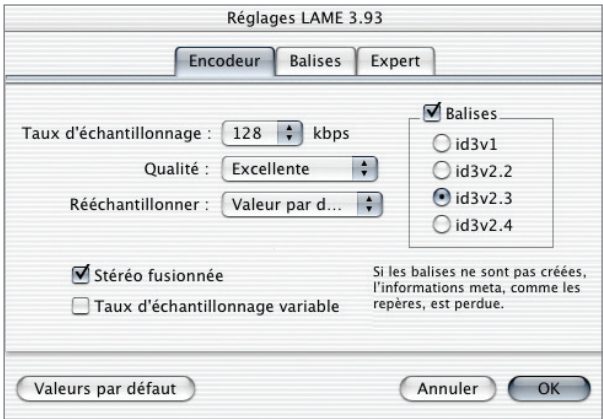 Réglages LAME 3.93
Encodeur Balises Expert
Taux d'échantillonnage : 128 kbps
Qualité : Excellente
Rééchantillonner : Valeur par d...
Balises
id3v1
id3v2.2
id3v2.3
id3v2.4
Stéréo fusionnée
Taux d'échantillonnage variable
Si les balises ne sont pas créées,
l'informations meta, comme les
repères, est perdue.
Valeurs par défaut Annuler OK